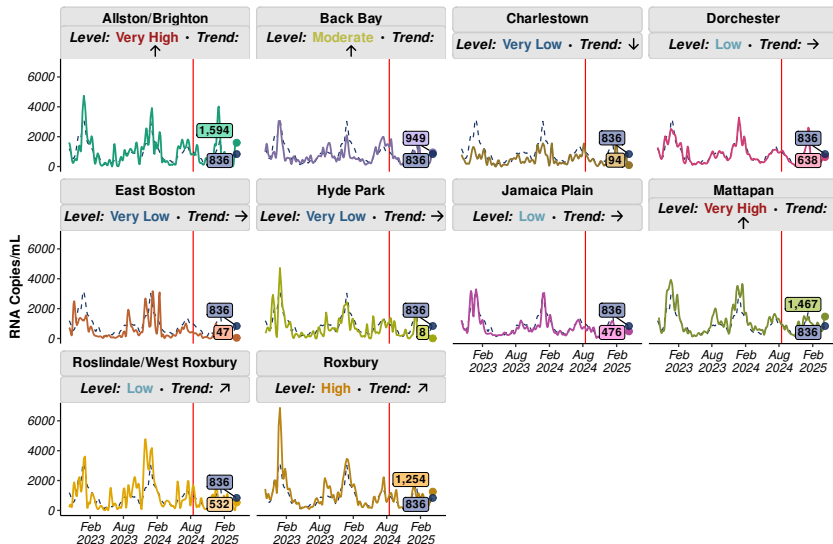 Allston/Brighton
Level: Very High · Trend: ↑
Back Bay
Level: Moderate · Trend: ↑
Charlestown
Level: Very Low · Trend: ↓
Dorchester
Level: Low · Trend: →
6000
4000
2000
0
1,594
836
949
836
836
94
836
638
East Boston
Level: Very Low · Trend: →
Hyde Park
Level: Very Low · Trend: →
Jamaica Plain
Level: Low · Trend: →
Mattapan
Level: Very High · Trend: ↑
RNA Copies/mL
6000
4000
2000
0
836
47
836
8
836
476
1,467
836
Feb 2023
Aug 2023
Feb 2024
Aug 2024
Feb 2025
Feb 2023
Aug 2023
Feb 2024
Aug 2024
Feb 2025
Roslindale/West Roxbury
Level: Low · Trend: ↗
Roxbury
Level: High · Trend: ↗
6000
4000
2000
0
836
532
1,254
836
Feb 2023
Aug 2023
Feb 2024
Aug 2024
Feb 2025
Feb 2023
Aug 2023
Feb 2024
Aug 2024
Feb 2025